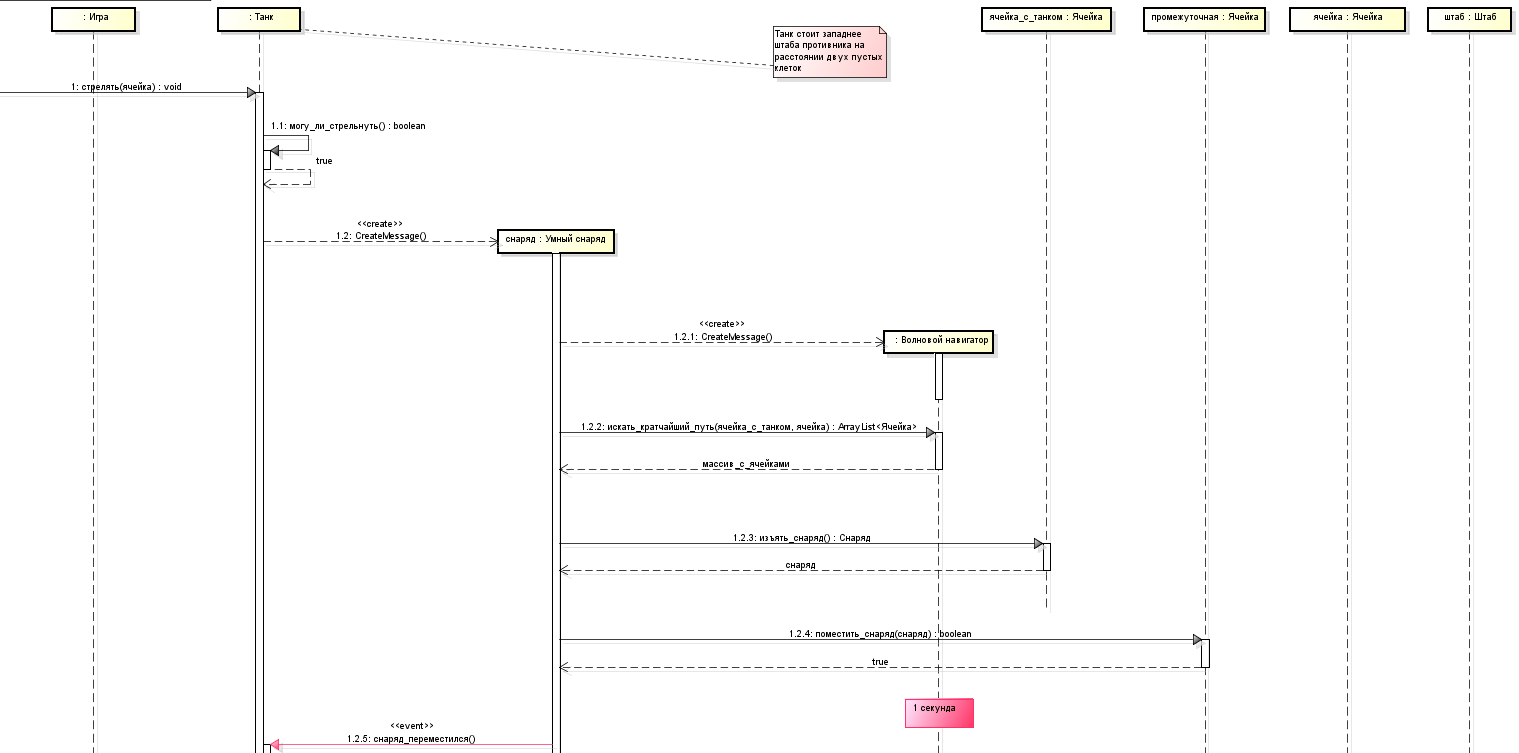 : Игра
: Танк
ячейка_с_танком : Ячейка
промежуточная : Ячейка
ячейка : Ячейка
штаб : Штаб
Танк стоит западнее
штаба противника на
расстоянии двух пустых
клеток
1: стрелять(ячейка) : void
1.1: могу_ли_стрельнуть() : boolean
true
<<create>>
1.2: CreateMessage()
снаряд : Умный снаряд
<<create>>
1.2.1: CreateMessage()
: Волновой навигатор
1.2.2: искать_кратчайший_путь(ячейка_с_танком, ячейка) : ArrayList<Ячейка>
массив_с_ячейками
1.2.3: изъять_снаряд() : Снаряд
снаряд
1.2.4: поместить_снаряд(снаряд) : boolean
true
1 секунда
<<event>>
1.2.5: снаряд_переместился()